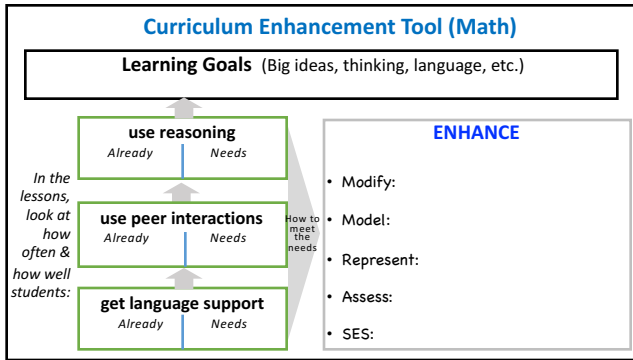 Curriculum Enhancement Tool (Math)
Learning Goals (Big ideas, thinking, language, etc.)
In the
lessons,
look at
how
often &
how well
students:
use reasoning
Already Needs
use peer interactions
Already Needs
get language support
Already Needs
How to
meet
the
needs
ENHANCE
• Modify:
• Model:
• Represent:
• Assess:
• SES: